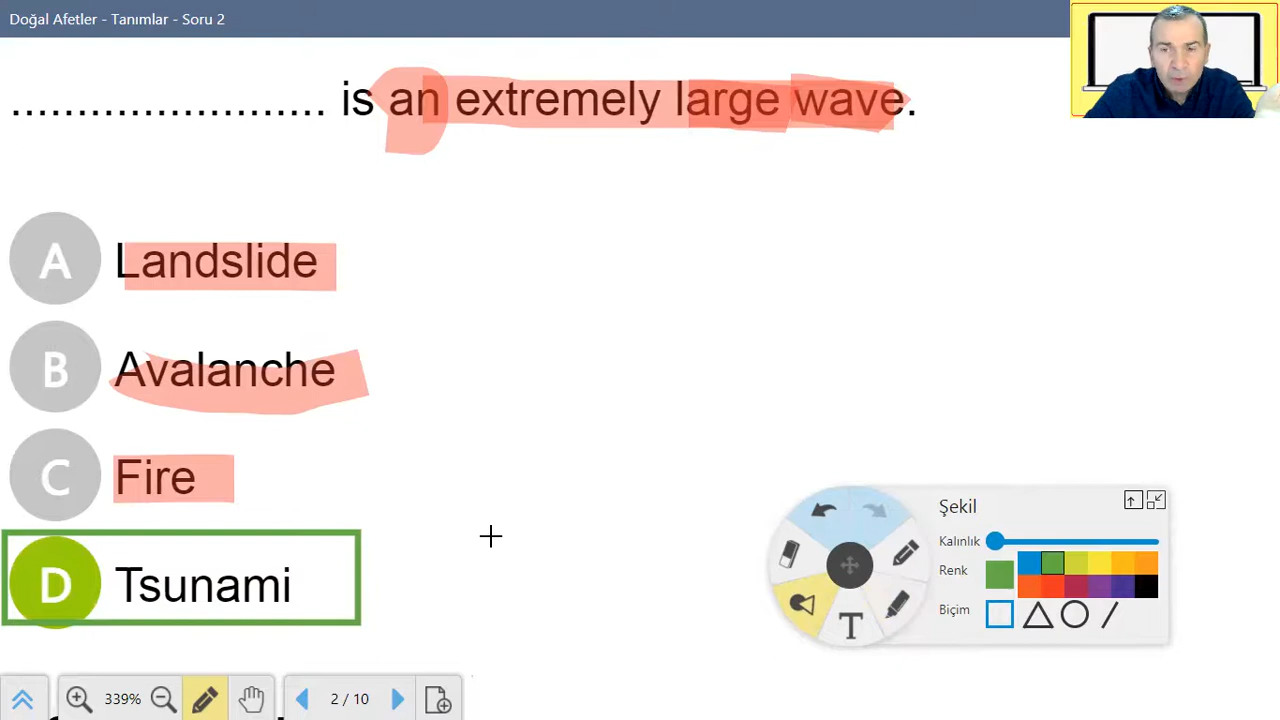 Doğal Afetler - Tanımlar - Soru 2
........................ is an extremely large wave.
A Landslide
B Avalanche
C Fire
D Tsunami
Şekil
Kalınlık
Renk
Biçim
T
339%
2 / 10